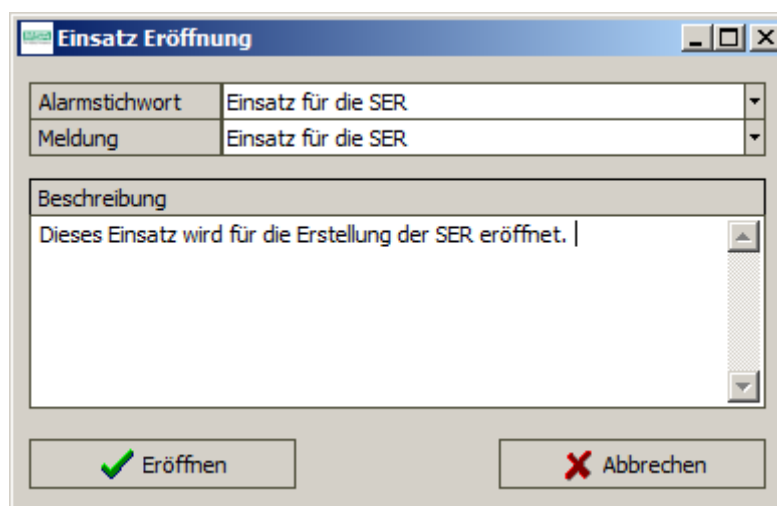 Einsatz Eröffnung
Alarmstichwort Einsatz für die SER
Meldung Einsatz für die SER
Beschreibung
Dieses Einsatz wird für die Erstellung der SER eröffnet.
Eröffnen Abbrechen